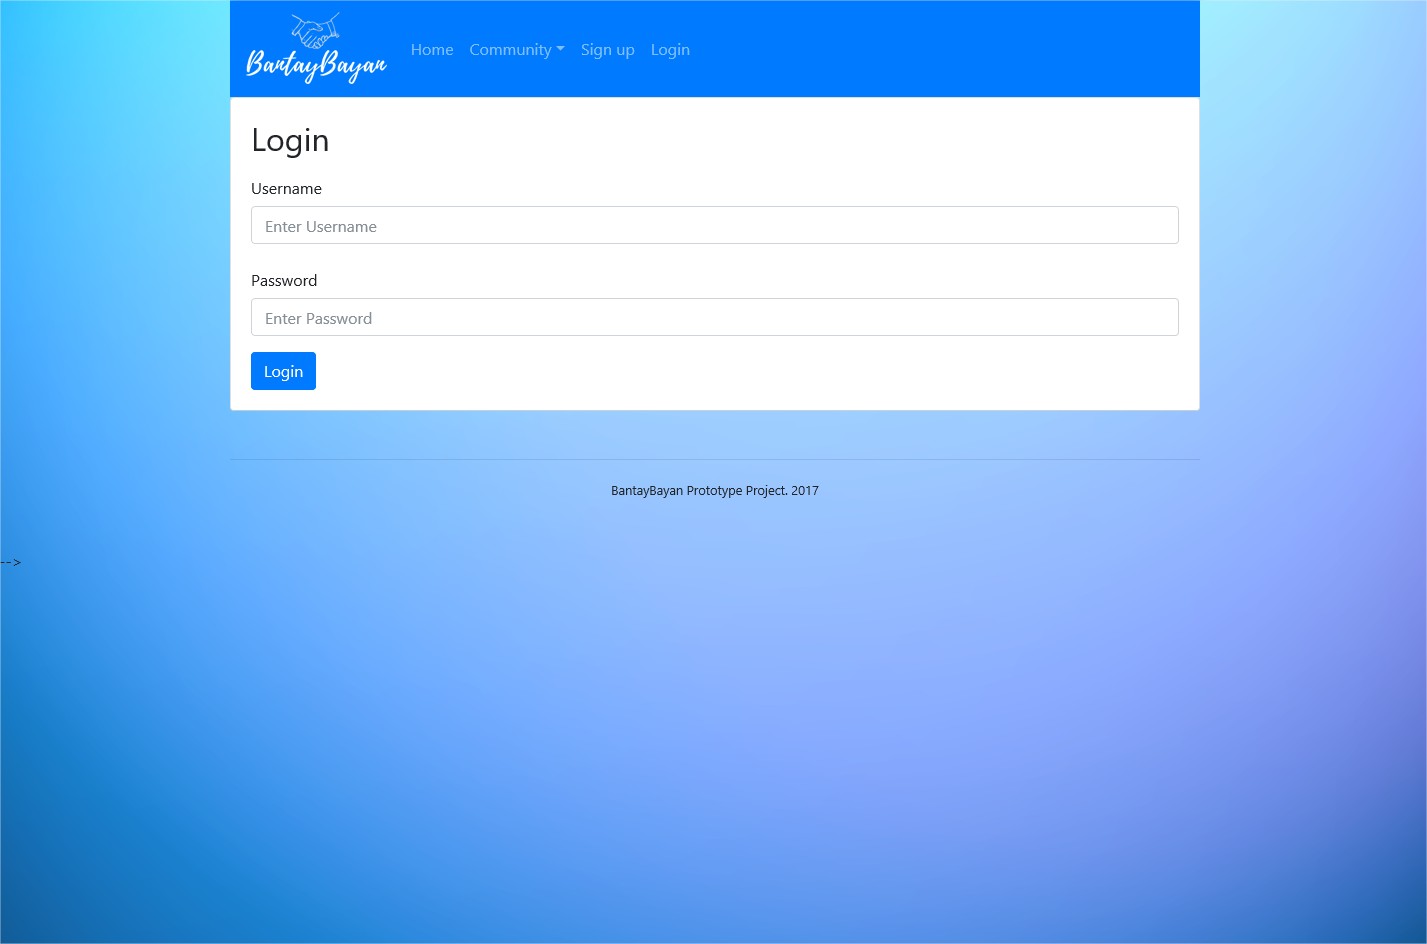 BantayBayan
Home Community Sign up Login
Login
Username
Enter Username
Password
Enter Password
Login
BantayBayan Prototype Project. 2017
-->